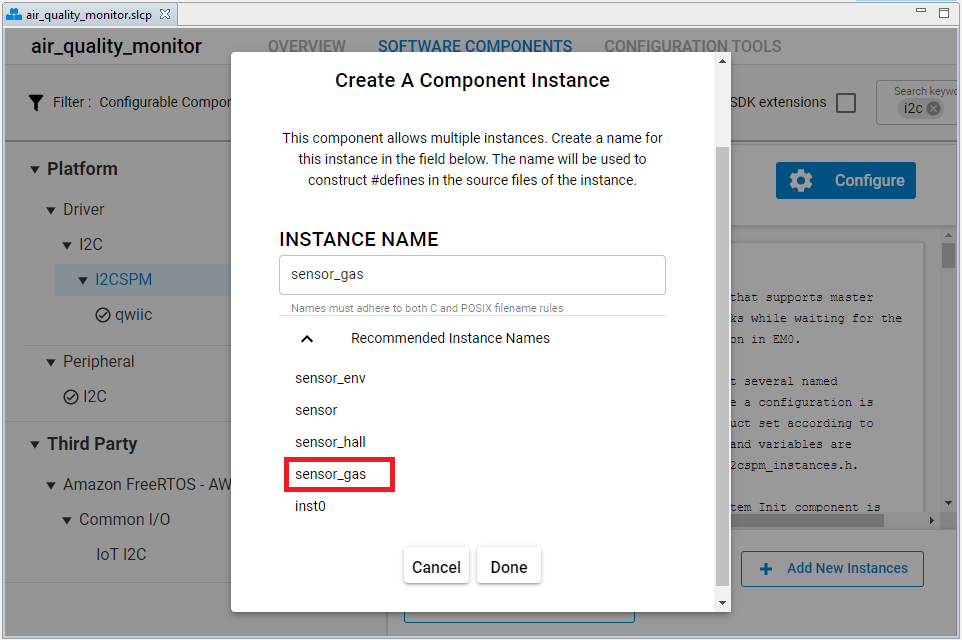 air_quality_monitor.slcp
air_quality_monitor
OVERVIEW
SOFTWARE COMPONENTS
CONFIGURATION TOOLS
Filter :
Configurable Compor
SDK extensions
Search keywo
i2c
Platform
Driver
I2C
I2CSPM
qwiic
Peripheral
I2C
Third Party
Amazon FreeRTOS - AW
Common I/O
IoT I2C
Create A Component Instance
This component allows multiple instances. Create a name for
this instance in the field below. The name will be used to
construct #defines in the source files of the instance.
INSTANCE NAME
sensor_gas
Names must adhere to both C and POSIX filename rules
Recommended Instance Names
sensor_env
sensor
sensor_hall
sensor_gas
inst0
Cancel
Done
Configure
that supports master
ks while waiting for the
on in EM0.
t several named
e a configuration is
uct set according to
and variables are
2cspm_instances.h.
tem Init component is
Add New Instances